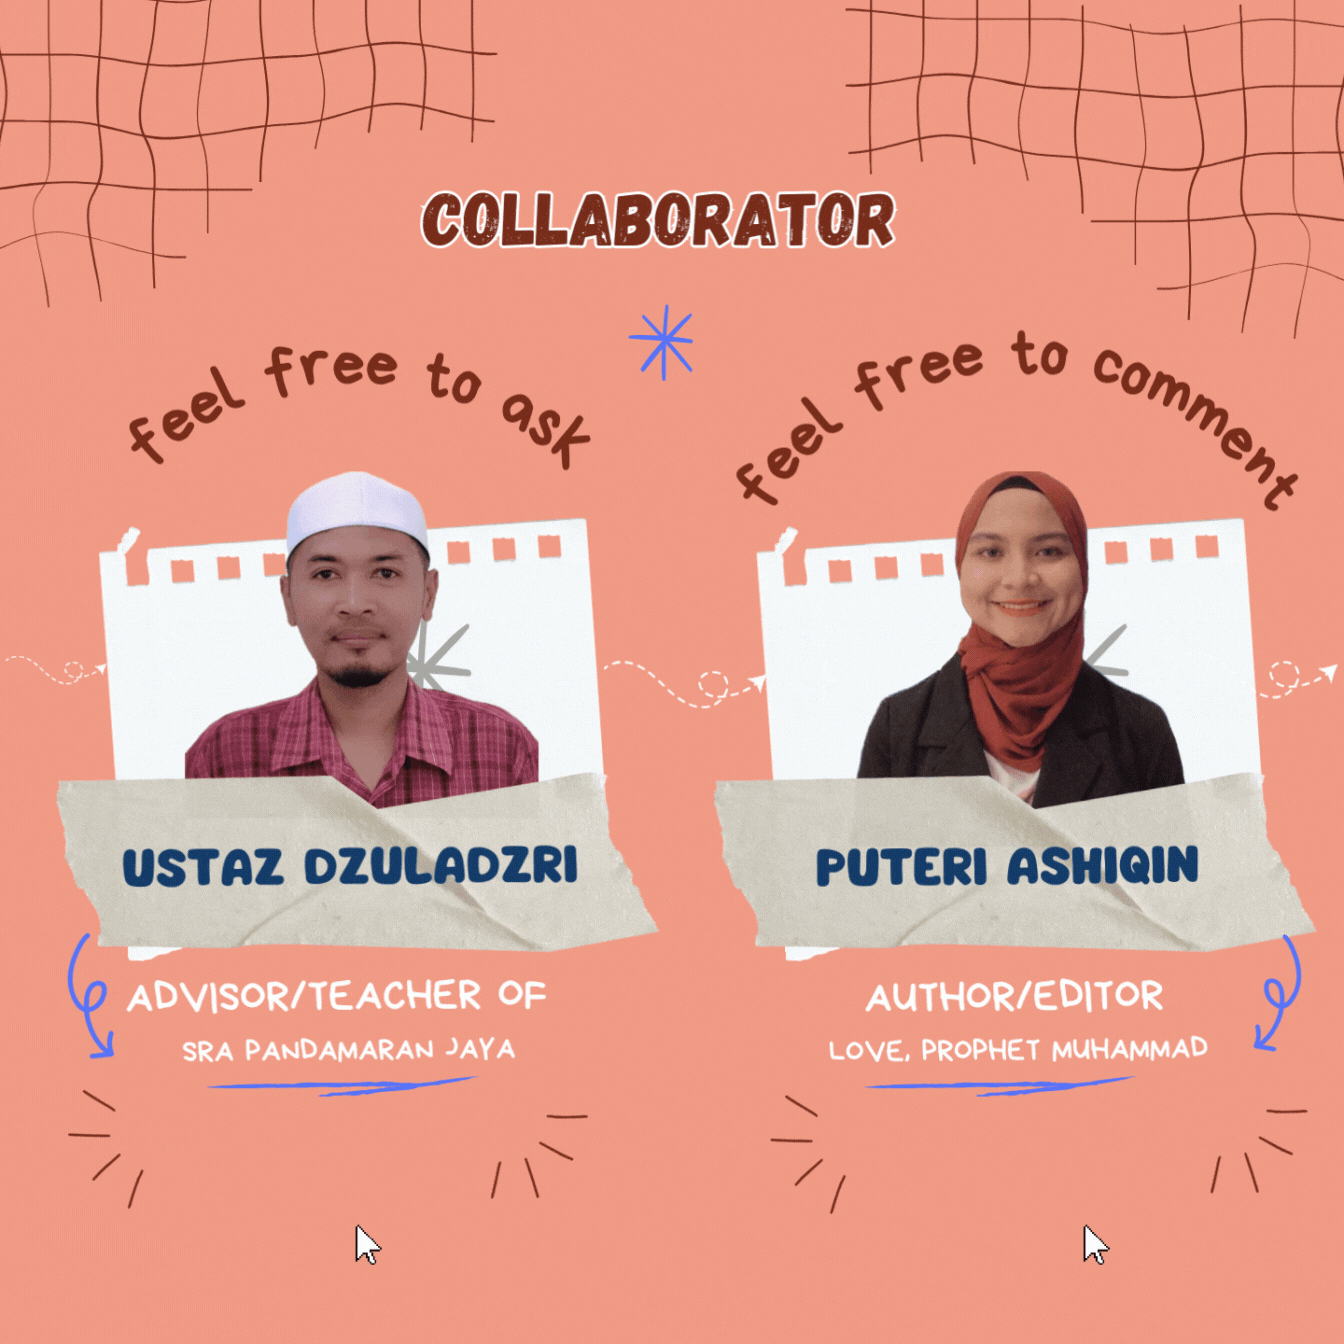 COLLABORATOR
feel free to ask
feel free to comment
USTAZ DZULADZRI
PUTERI ASHIQIN
ADVISOR/TEACHER OF
SRA PANDAMARAN JAYA
AUTHOR/EDITOR
LOVE, PROPHET MUHAMMAD